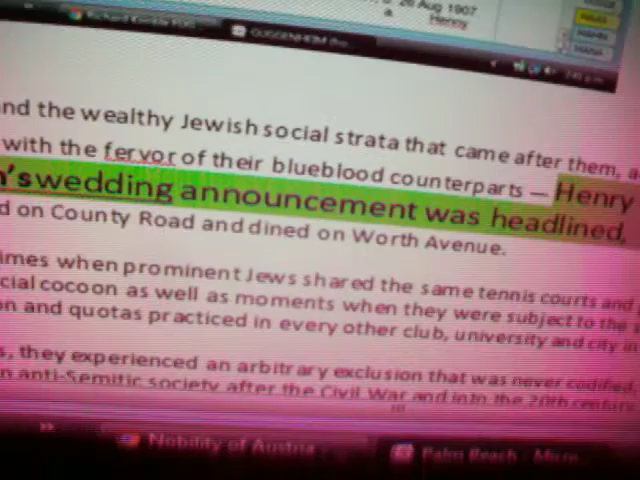 26 Aug 1907
Henny
GUGGENHEIM
nd the wealthy Jewish social strata that came after them, a
with the fervor of their blueblood counterparts — Henry
n's wedding announcement was headlined,
d on County Road and dined on Worth Avenue.
imes when prominent Jews shared the same tennis courts and
cial cocoon as well as moments when they were subject to the
n and quotas practiced in every other club, university and city in
s, they experienced an arbitrary exclusion that was never codified,
n anti-Semitic society after the Civil War and into the 20th century
Nobility of Austria
Palm Beach - Micro...